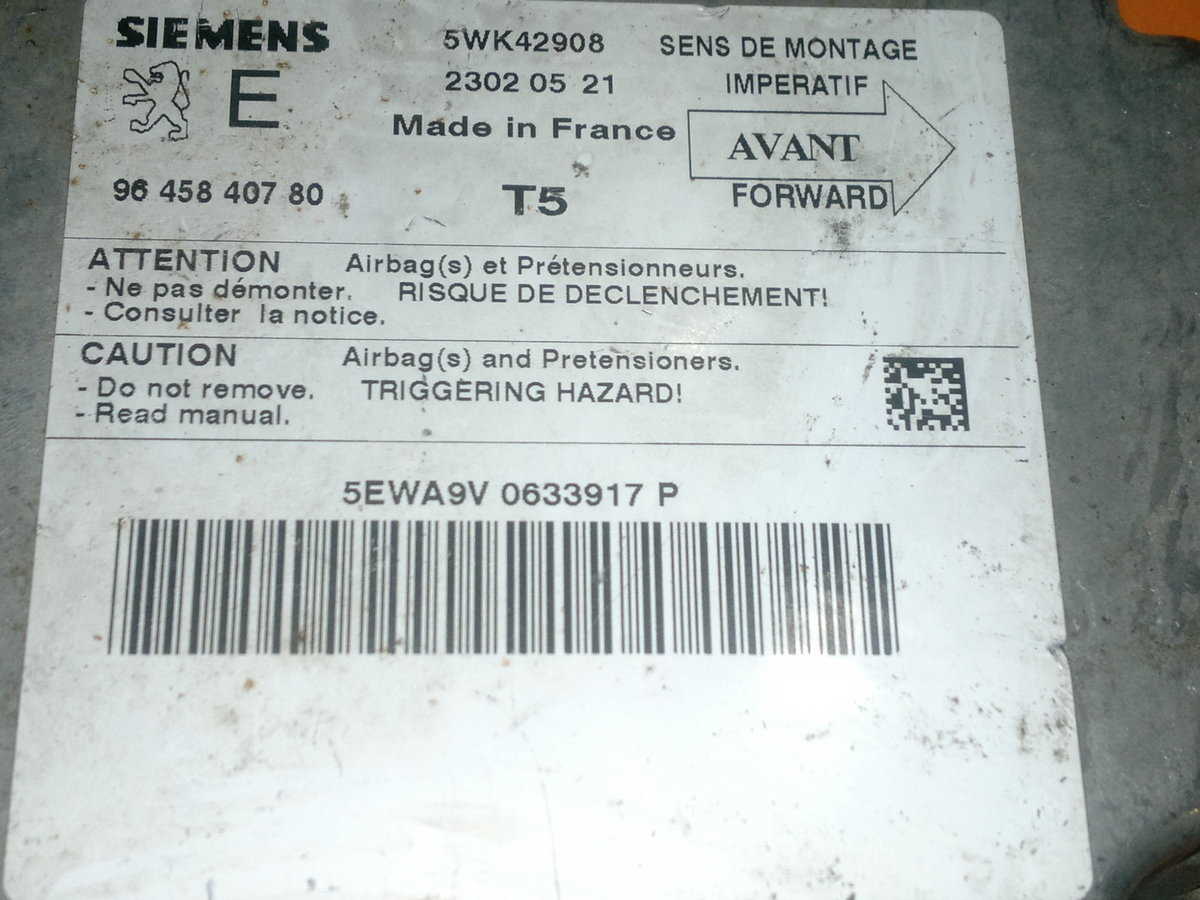 SIEMENS 5WK42908 SENS DE MONTAGE
E 2302 05 21 IMPERATIF
Made in France AVANT
96 458 407 80 T5 FORWARD
ATTENTION Airbag(s) et Prétensionneurs.
- Ne pas démonter. RISQUE DE DECLENCHEMENT!
- Consulter la notice.
CAUTION Airbag(s) and Pretensioners.
- Do not remove. TRIGGERING HAZARD!
- Read manual.
5EWA9V 0633917 P